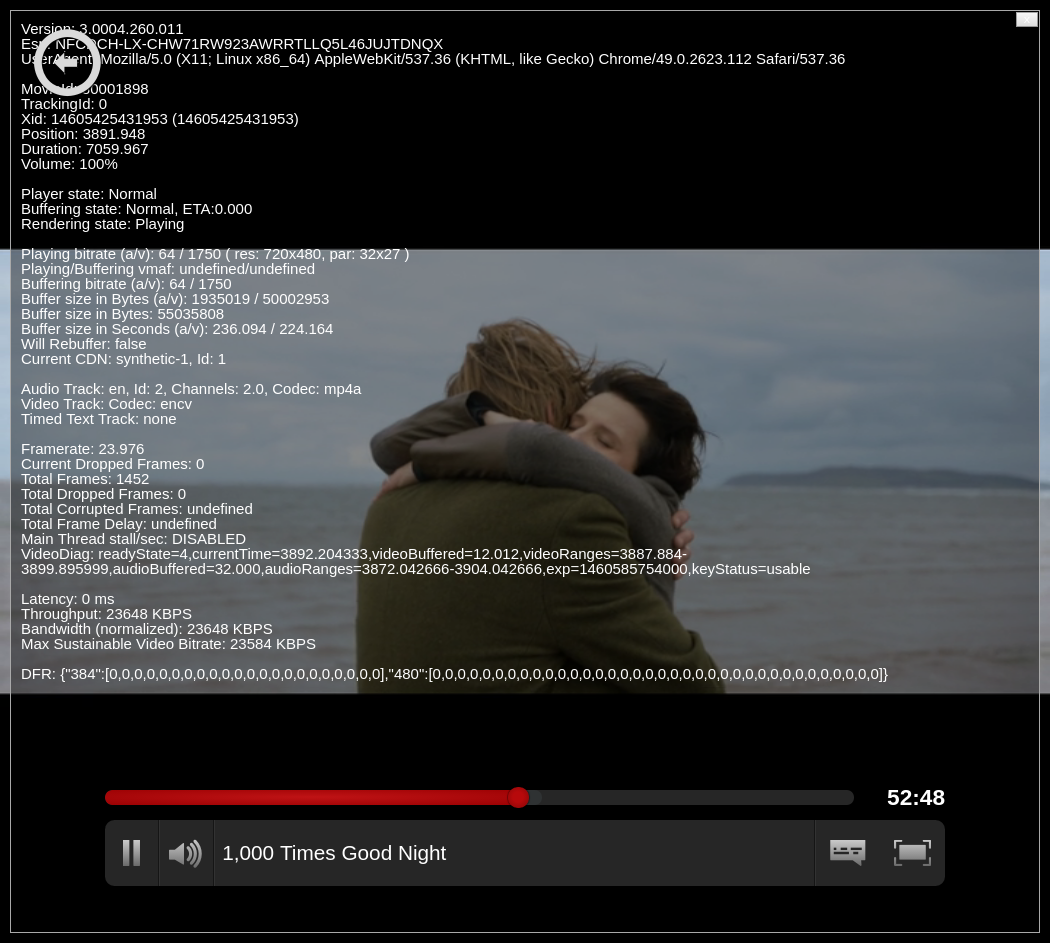 Version: 3.0004.260.011
Esn: NFCDCH-LX-CHW71RW923AWRRTLLQ5L46JUJTDNQX
UserAgent: Mozilla/5.0 (X11; Linux x86_64) AppleWebKit/537.36 (KHTML, like Gecko) Chrome/49.0.2623.112 Safari/537.36
MovieId: 80001898
TrackingId: 0
Xid: 14605425431953 (14605425431953)
Position: 3891.948
Duration: 7059.967
Volume: 100%
Player state: Normal
Buffering state: Normal, ETA:0.000
Rendering state: Playing
Playing bitrate (a/v): 64 / 1750 ( res: 720x480, par: 32x27 )
Playing/Buffering vmaf: undefined/undefined
Buffering bitrate (a/v): 64 / 1750
Buffer size in Bytes (a/v): 1935019 / 50002953
Buffer size in Bytes: 55035808
Buffer size in Seconds (a/v): 236.094 / 224.164
Will Rebuffer: false
Current CDN: synthetic-1, Id: 1
Audio Track: en, Id: 2, Channels: 2.0, Codec: mp4a
Video Track: Codec: encv
Timed Text Track: none
Framerate: 23.976
Current Dropped Frames: 0
Total Frames: 1452
Total Dropped Frames: 0
Total Corrupted Frames: undefined
Total Frame Delay: undefined
Main Thread stall/sec: DISABLED
VideoDiag: readyState=4,currentTime=3892.204333,videoBuffered=12.012,videoRanges=3887.884-
3899.895999,audioBuffered=32.000,audioRanges=3872.042666-3904.042666,exp=1460585754000,keyStatus=usable
Latency: 0 ms
Throughput: 23648 KBPS
Bandwidth (normalized): 23648 KBPS
Max Sustainable Video Bitrate: 23584 KBPS
DFR: {"384":[0,0,0,0,0,0,0,0,0,0,0,0,0,0,0,0,0,0,0,0,0,0],"480":[0,0,0,0,0,0,0,0,0,0,0,0,0,0,0,0,0,0,0,0,0,0,0,0,0,0,0,0,0,0,0,0,0,0,0,0]}
52:48
1,000 Times Good Night